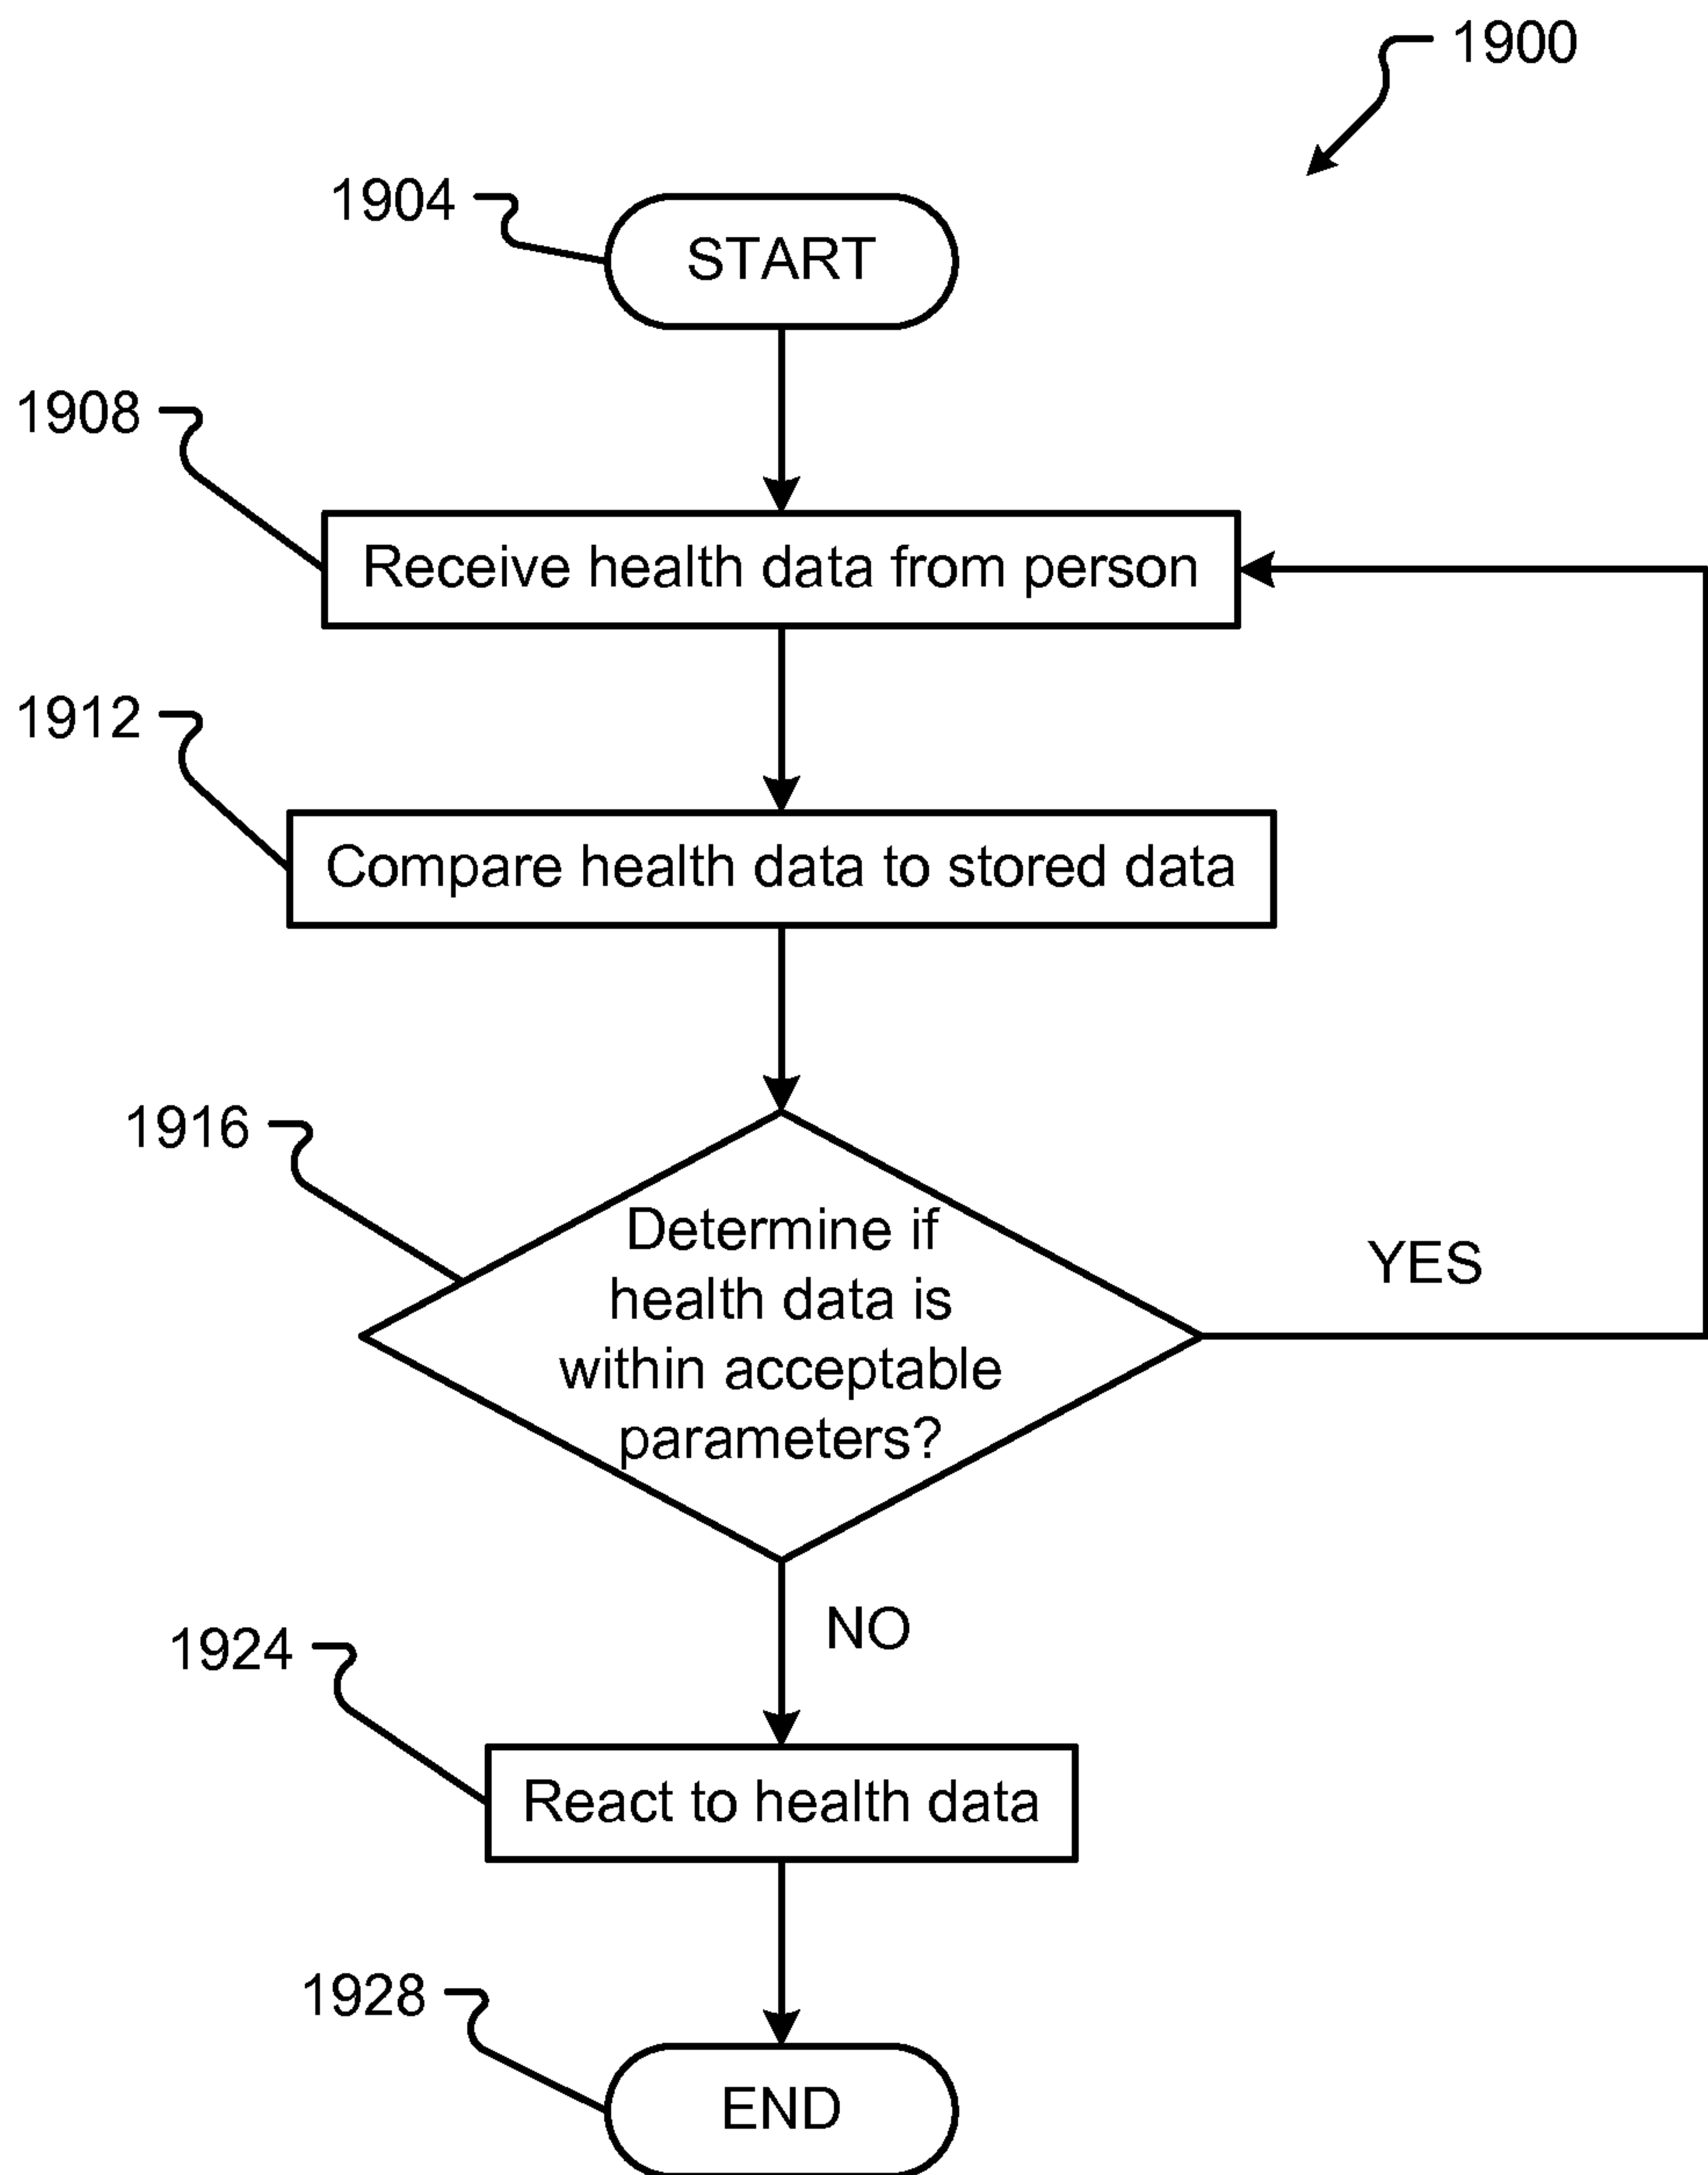 1900
1904
START
1908
Receive health data from person
1912
Compare health data to stored data
1916
Determine if
health data is
within acceptable
parameters?
YES
NO
1924
React to health data
1928
END